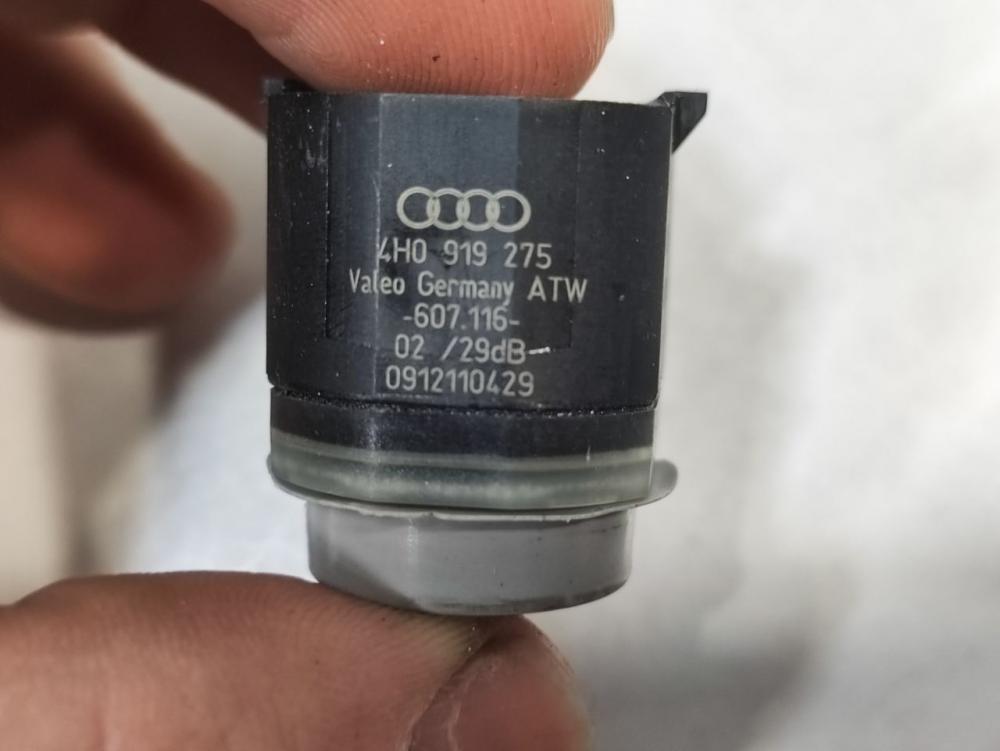 4H0 919 275
Valeo Germany ATW
-607.116-
02 /29dB
0912110429